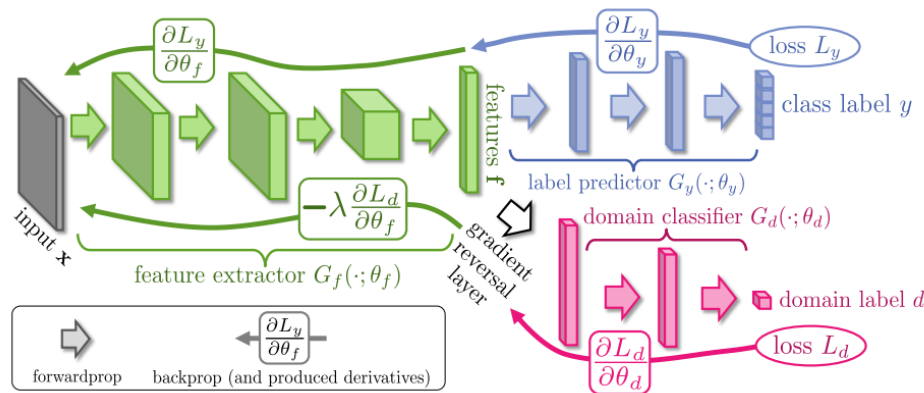 ∂L_y/∂θ_f
∂L_y/∂θ_y
loss L_y
features f
class label y
label predictor G_y(·; θ_y)
input x
−λ ∂L_d/∂θ_f
feature extractor G_f(·; θ_f)
gradient
reversal
layer
domain classifier G_d(·; θ_d)
domain label d
∂L_d/∂θ_d
loss L_d
forwardprop
∂L_y/∂θ_f
backprop (and produced derivatives)